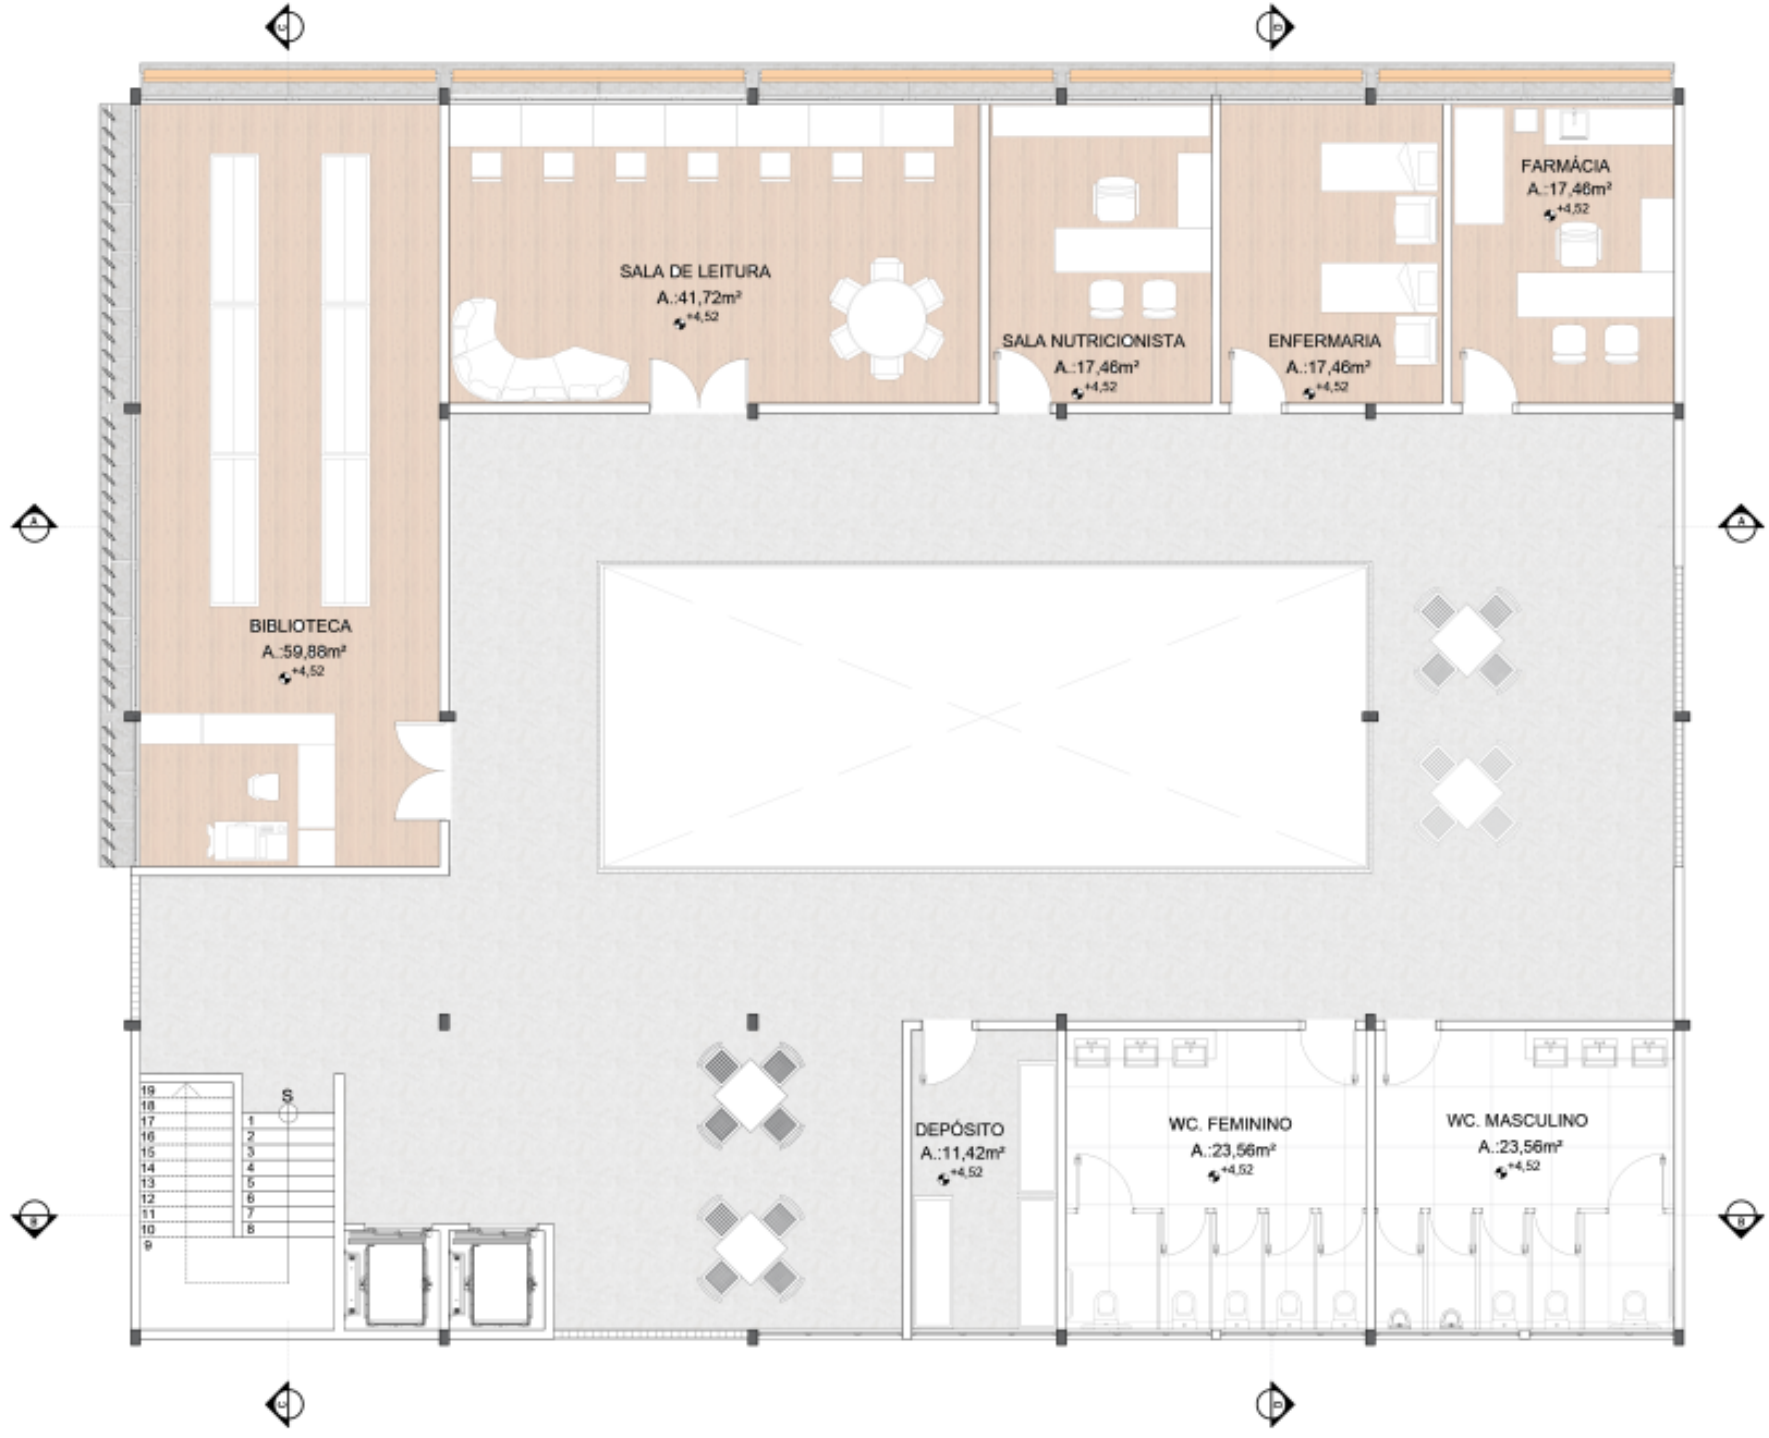 C
D
FARMÁCIA
A.:17,46m²
+4,52
SALA DE LEITURA
A.:41,72m²
+4,52
SALA NUTRICIONISTA
A.:17,46m²
+4,52
ENFERMARIA
A.:17,46m²
+4,52
A
A
BIBLIOTECA
A.:59,88m²
+4,52
S
19
18
17
16
15
14
13
12
11
10
9
1
2
3
4
5
6
7
8
DEPÓSITO
A.:11,42m²
+4,52
WC. FEMININO
A.:23,56m²
+4,52
WC. MASCULINO
A.:23,56m²
+4,52
B
B
C
D